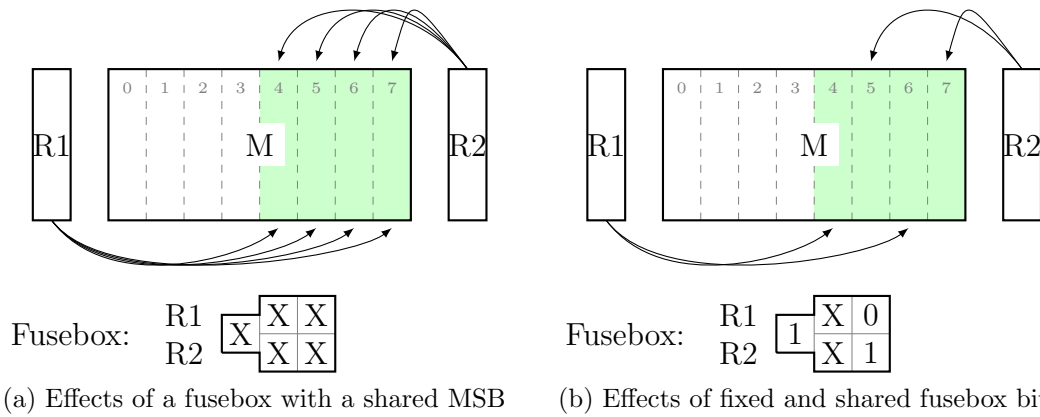 0 1 2 3 4 5 6 7
R1 M R2
R1 X X
Fusebox: X
R2 X X
(a) Effects of a fusebox with a shared MSB
0 1 2 3 4 5 6 7
R1 M R2
R1 X 0
Fusebox: 1
R2 X 1
(b) Effects of fixed and shared fusebox